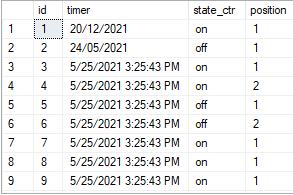 id timer state_ctr position
1 1 20/12/2021 on 1
2 2 24/05/2021 off 1
3 3 5/25/2021 3:25:43 PM off 1
4 4 5/25/2021 3:25:43 PM on 2
5 5 5/25/2021 3:25:43 PM off 1
6 6 5/25/2021 3:25:43 PM off 2
7 7 5/25/2021 3:25:43 PM on 1
8 8 5/25/2021 3:25:43 PM on 1
9 9 5/25/2021 3:25:43 PM on 1